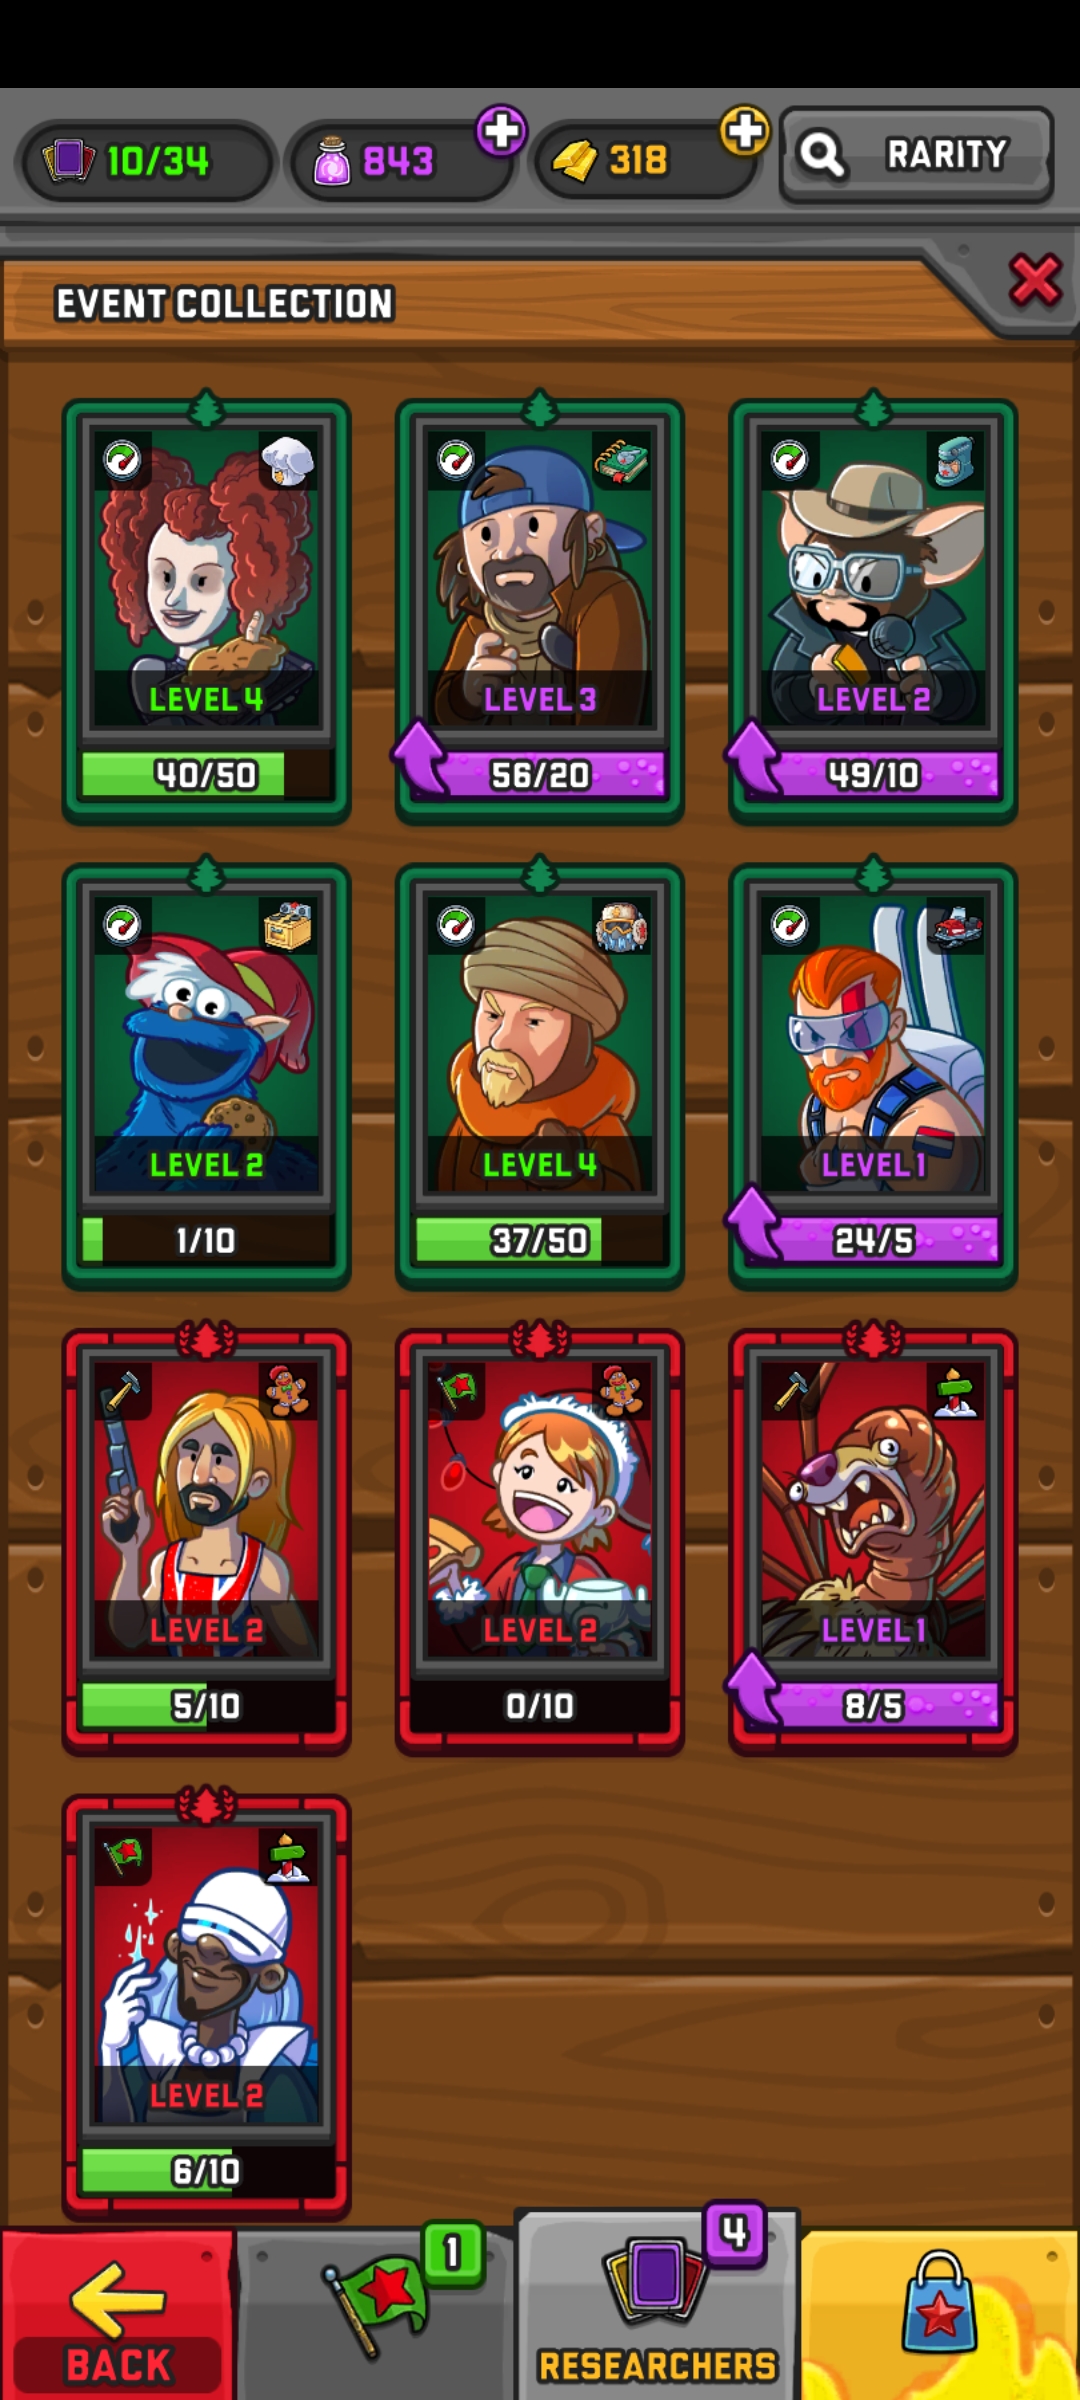 10/34 843 318 RARITY
EVENT COLLECTION
LEVEL 4 LEVEL 3 LEVEL 2
40/50 56/20 49/10
LEVEL 2 LEVEL 4 LEVEL 1
1/10 37/50 24/5
LEVEL 2 LEVEL 2 LEVEL 1
5/10 0/10 8/5
LEVEL 2
6/10
1 4
BACK RESEARCHERS